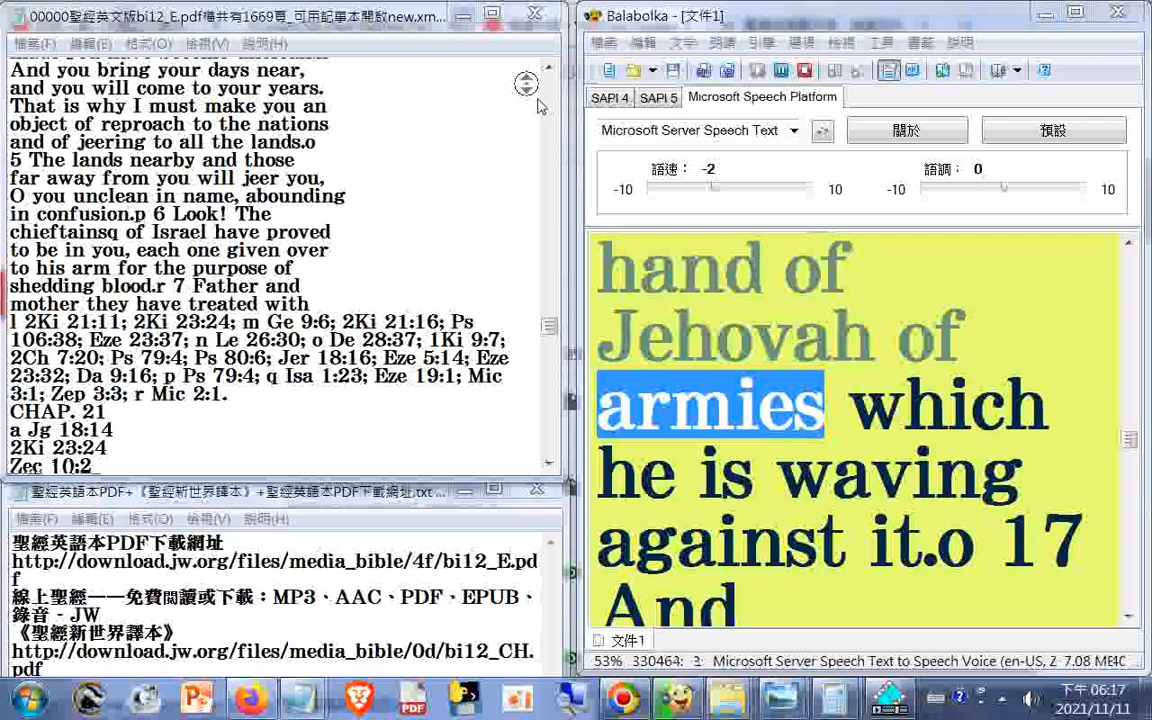 00000聖經英文版bi12_E.pdf檔共有1669頁_可用記事本開啟new.xm...
檔案(F) 編輯(E) 格式(O) 檢視(V) 說明(H)
And you bring your days near,
and you will come to your years.
That is why I must make you an
object of reproach to the nations
and of jeering to all the lands.o
5 The lands nearby and those
far away from you will jeer you,
O you unclean in name, abounding
in confusion.p 6 Look! The
chieftainsq of Israel have proved
to be in you, each one given over
to his arm for the purpose of
shedding blood.r 7 Father and
mother they have treated with
l 2Ki 21:11; 2Ki 23:24; m Ge 9:6; 2Ki 21:16; Ps
106:38; Eze 23:37; n Le 26:30; o De 28:37; 1Ki 9:7;
2Ch 7:20; Ps 79:4; Ps 80:6; Jer 18:16; Eze 5:14; Eze
23:32; Da 9:16; p Ps 79:4; q Isa 1:23; Eze 19:1; Mic
3:1; Zep 3:3; r Mic 2:1.
CHAP. 21
a Jg 18:14
2Ki 23:24
Zec 10:2
聖經英語本PDF+《聖經新世界譯本》+聖經英語本PDF下載網址.txt ...
檔案(F) 編輯(E) 格式(O) 檢視(V) 說明(H)
聖經英語本PDF下載網址
http://download.jw.org/files/media_bible/4f/bi12_E.pd
f
線上聖經──免費閱讀或下載：MP3、AAC、PDF、EPUB、
錄音 - JW
《聖經新世界譯本》
http://download.jw.org/files/media_bible/0d/bi12_CH.
pdf
Balabolka - [文件1]
檔案 編輯 文字 朗讀 引擎 選項 檢視 工具 書籤 說明
SAPI 4 SAPI 5 Microsoft Speech Platform
Microsoft Server Speech Text 關於 預設
語速： -2 語調： 0
-10 10 -10 10
hand of
Jehovah of
armies which
he is waving
against it.o 17
And
文件1
53% 330464: Microsoft Server Speech Text to Speech Voice (en-US, Z 7.08 МБ
下午 06:17
2021/11/11